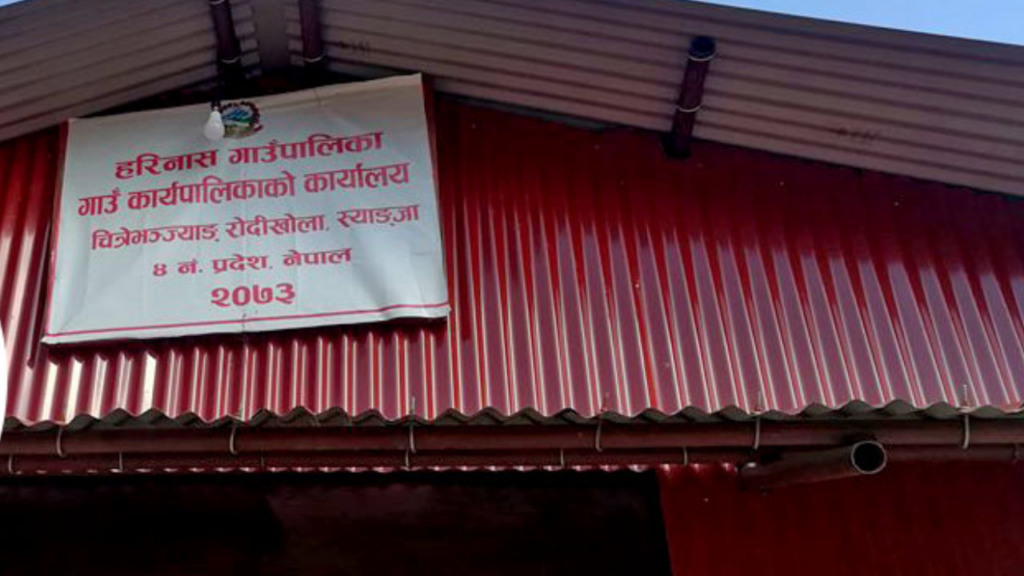 हरिनास गाउँपालिका
गाउँ कार्यपालिकाको कार्यालय
चित्रेभञ्ज्याङ् रोदीखोला, स्याङ्जा
४ नं. प्रदेश, नेपाल
२०७३